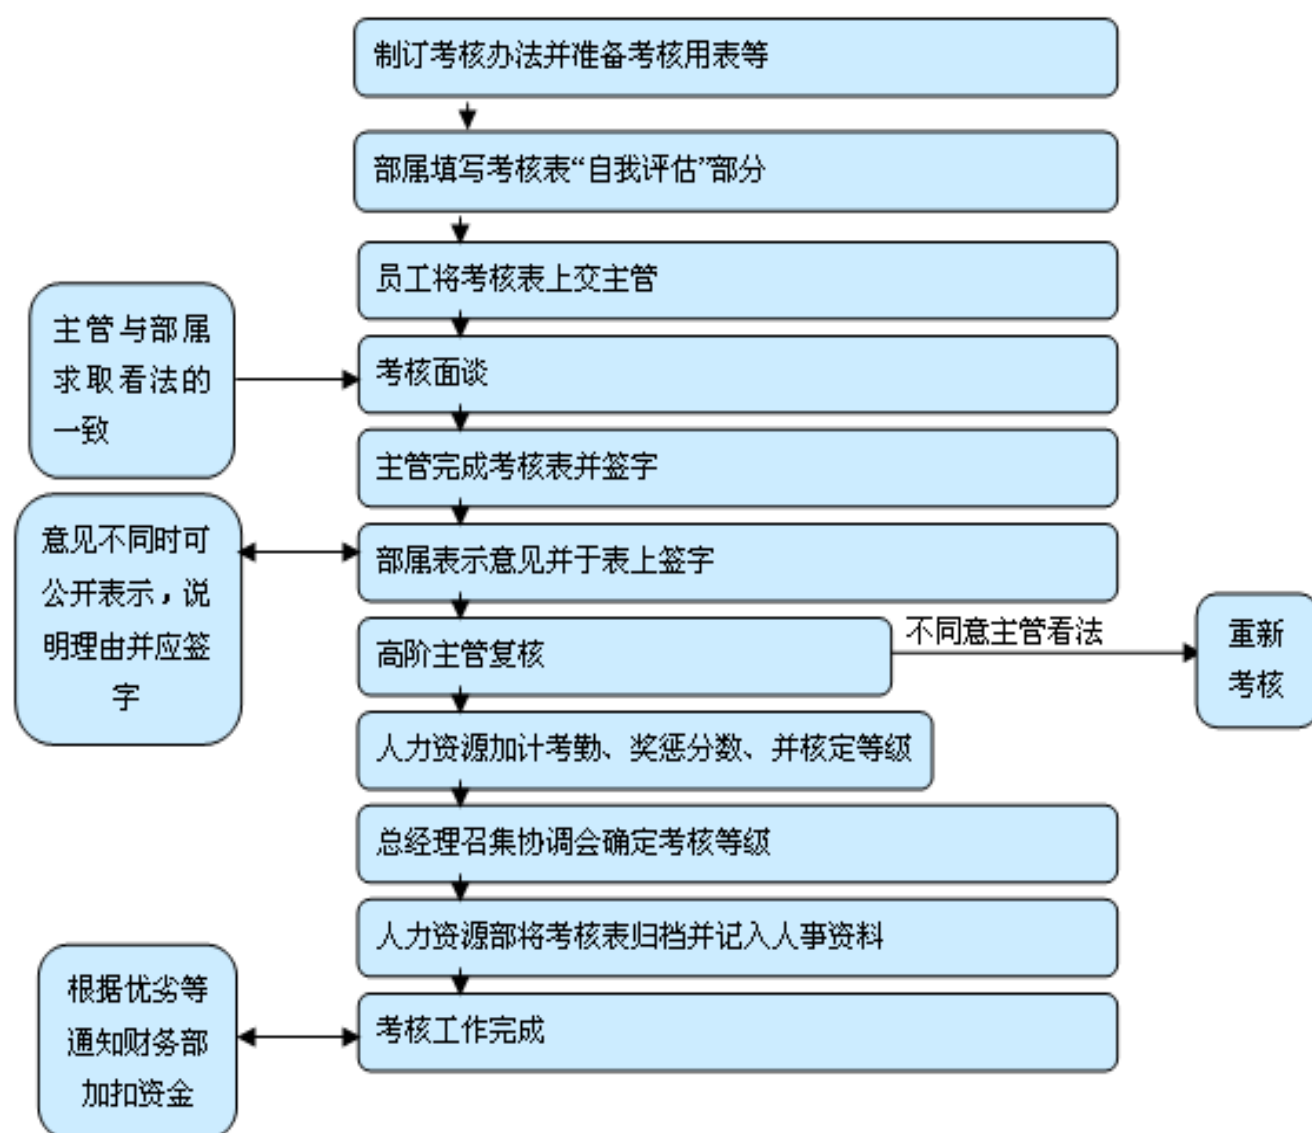 制订考核办法并准备考核用表等
部属填写考核表“自我评估”部分
员工将考核表上交主管
主管与部属
求取看法的
一致
考核面谈
主管完成考核表并签字
意见不同时可
公开表示，说
明理由并应签
字
部属表示意见并于表上签字
高阶主管复核
不同意主管看法
重新
考核
人力资源加计考勤、奖惩分数、并核定等级
总经理召集协调会确定考核等级
人力资源部将考核表归档并记入人事资料
根据优劣等
通知财务部
加扣资金
考核工作完成